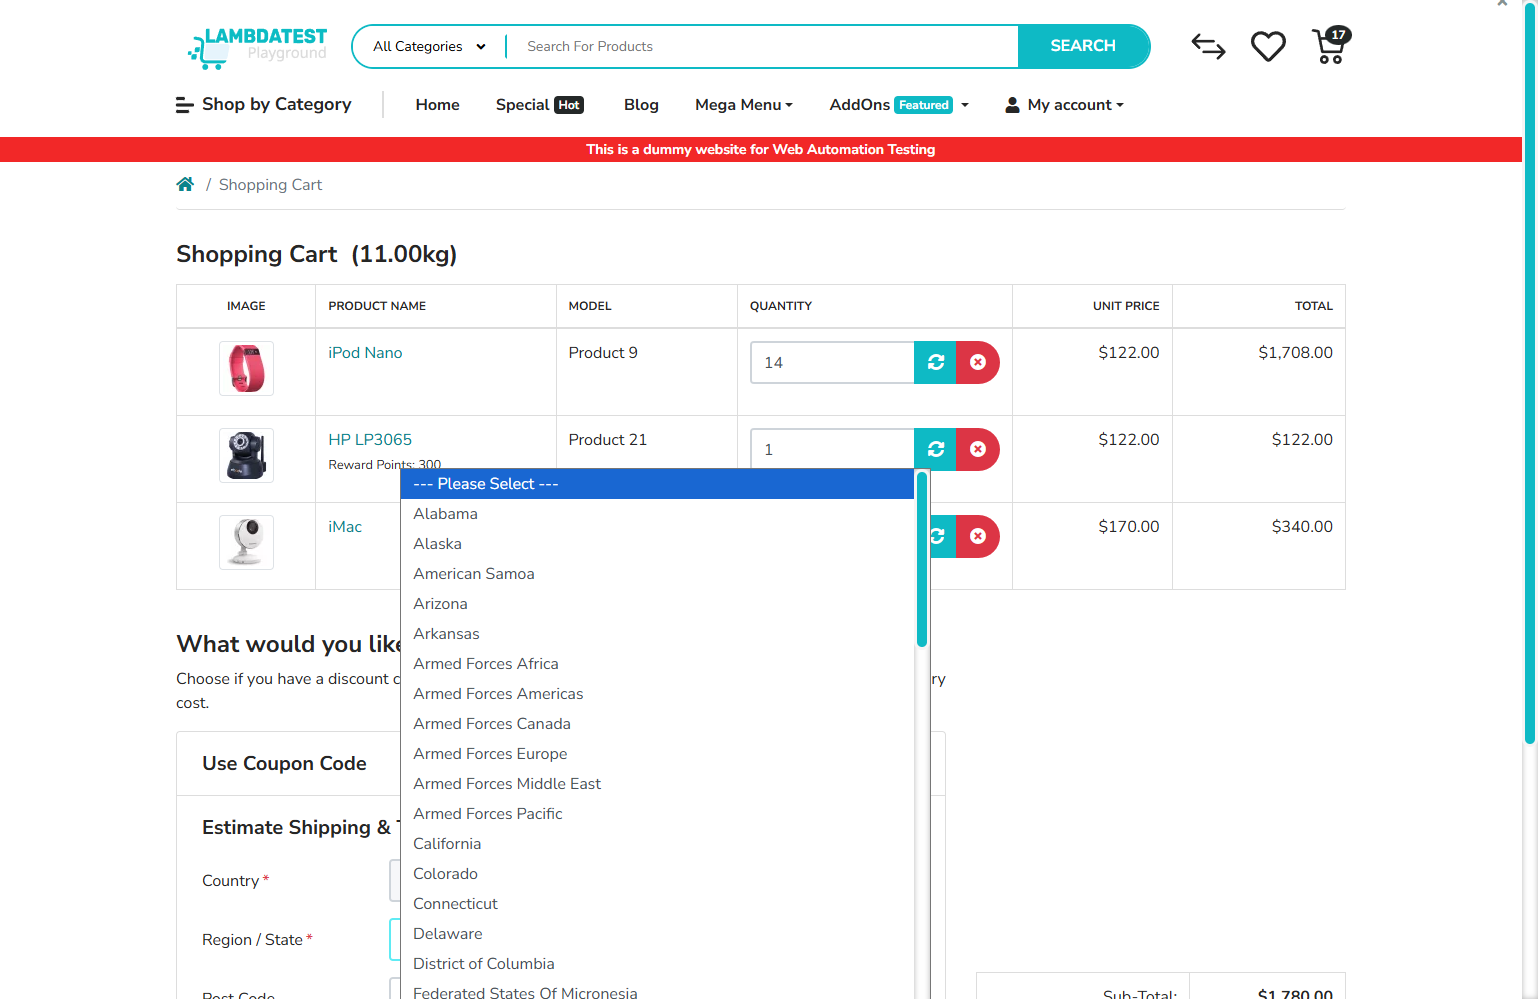 LAMBDATEST
Playground
All Categories
Search For Products
SEARCH
17
Shop by Category
Home
Special Hot
Blog
Mega Menu
AddOns Featured
My account
This is a dummy website for Web Automation Testing
/ Shopping Cart
Shopping Cart (11.00kg)
IMAGE PRODUCT NAME MODEL QUANTITY UNIT PRICE TOTAL
iPod Nano Product 9 14 $122.00 $1,708.00
HP LP3065 Product 21 1 $122.00 $122.00
Reward Points: 300
iMac $170.00 $340.00
--- Please Select ---
Alabama
Alaska
American Samoa
Arizona
Arkansas
Armed Forces Africa
Armed Forces Americas
Armed Forces Canada
Armed Forces Europe
Armed Forces Middle East
Armed Forces Pacific
California
Colorado
Connecticut
Delaware
District of Columbia
Federated States Of Micronesia
What would you like
Choose if you have a discount c
ry
cost.
Use Coupon Code
Estimate Shipping &
Country *
Region / State *
Post Code
Sub-Total: $1,780.00